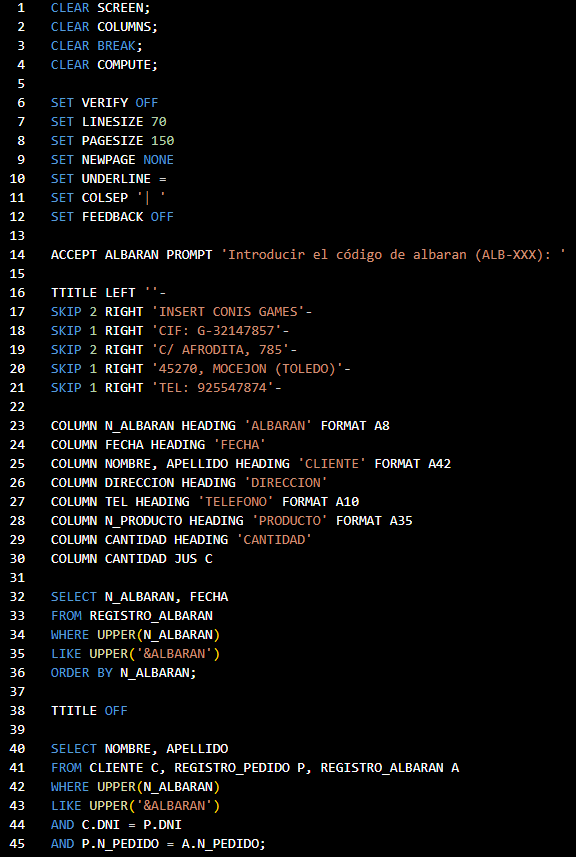 1 CLEAR SCREEN;
2 CLEAR COLUMNS;
3 CLEAR BREAK;
4 CLEAR COMPUTE;
5
6 SET VERIFY OFF
7 SET LINESIZE 70
8 SET PAGESIZE 150
9 SET NEWPAGE NONE
10 SET UNDERLINE =
11 SET COLSEP '| '
12 SET FEEDBACK OFF
13
14 ACCEPT ALBARAN PROMPT 'Introducir el código de albaran (ALB-XXX): '
15
16 TTITLE LEFT ''-
17 SKIP 2 RIGHT 'INSERT CONIS GAMES'-
18 SKIP 1 RIGHT 'CIF: G-32147857'-
19 SKIP 2 RIGHT 'C/ AFRODITA, 785'-
20 SKIP 1 RIGHT '45270, MOCEJON (TOLEDO)'-
21 SKIP 1 RIGHT 'TEL: 925547874'-
22
23 COLUMN N_ALBARAN HEADING 'ALBARAN' FORMAT A8
24 COLUMN FECHA HEADING 'FECHA'
25 COLUMN NOMBRE, APELLIDO HEADING 'CLIENTE' FORMAT A42
26 COLUMN DIRECCION HEADING 'DIRECCION'
27 COLUMN TEL HEADING 'TELEFONO' FORMAT A10
28 COLUMN N_PRODUCTO HEADING 'PRODUCTO' FORMAT A35
29 COLUMN CANTIDAD HEADING 'CANTIDAD'
30 COLUMN CANTIDAD JUS C
31
32 SELECT N_ALBARAN, FECHA
33 FROM REGISTRO_ALBARAN
34 WHERE UPPER(N_ALBARAN)
35 LIKE UPPER('&ALBARAN')
36 ORDER BY N_ALBARAN;
37
38 TTITLE OFF
39
40 SELECT NOMBRE, APELLIDO
41 FROM CLIENTE C, REGISTRO_PEDIDO P, REGISTRO_ALBARAN A
42 WHERE UPPER(N_ALBARAN)
43 LIKE UPPER('&ALBARAN')
44 AND C.DNI = P.DNI
45 AND P.N_PEDIDO = A.N_PEDIDO;